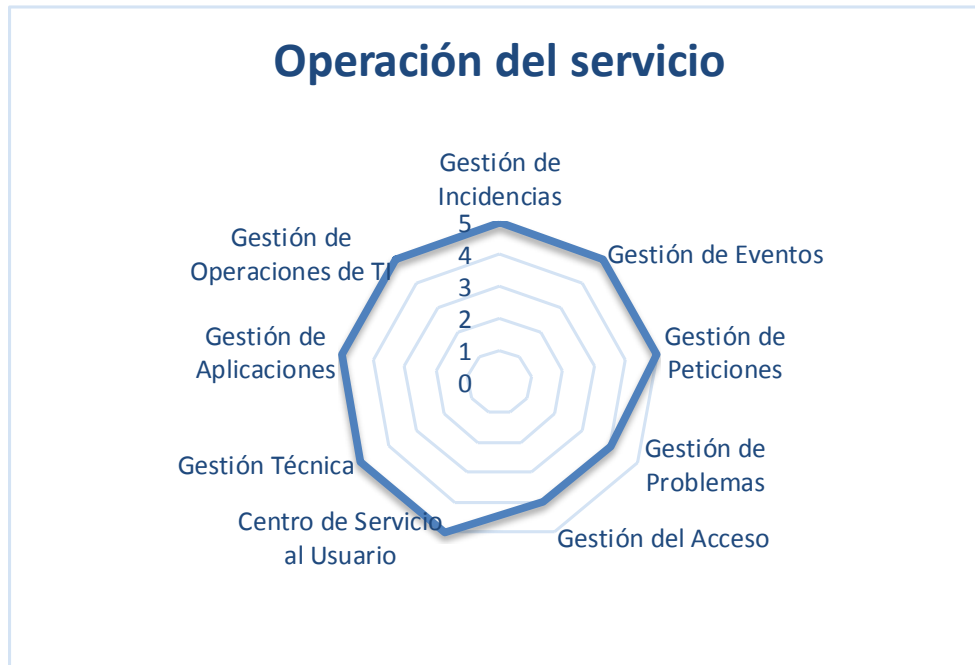 Operación del servicio
Gestión de
Incidencias
Gestión de Eventos
Gestión de
Peticiones
Gestión de
Problemas
Gestión del Acceso
Centro de Servicio
al Usuario
Gestión Técnica
Gestión de
Aplicaciones
Gestión de
Operaciones de TI
5
4
3
2
1
0